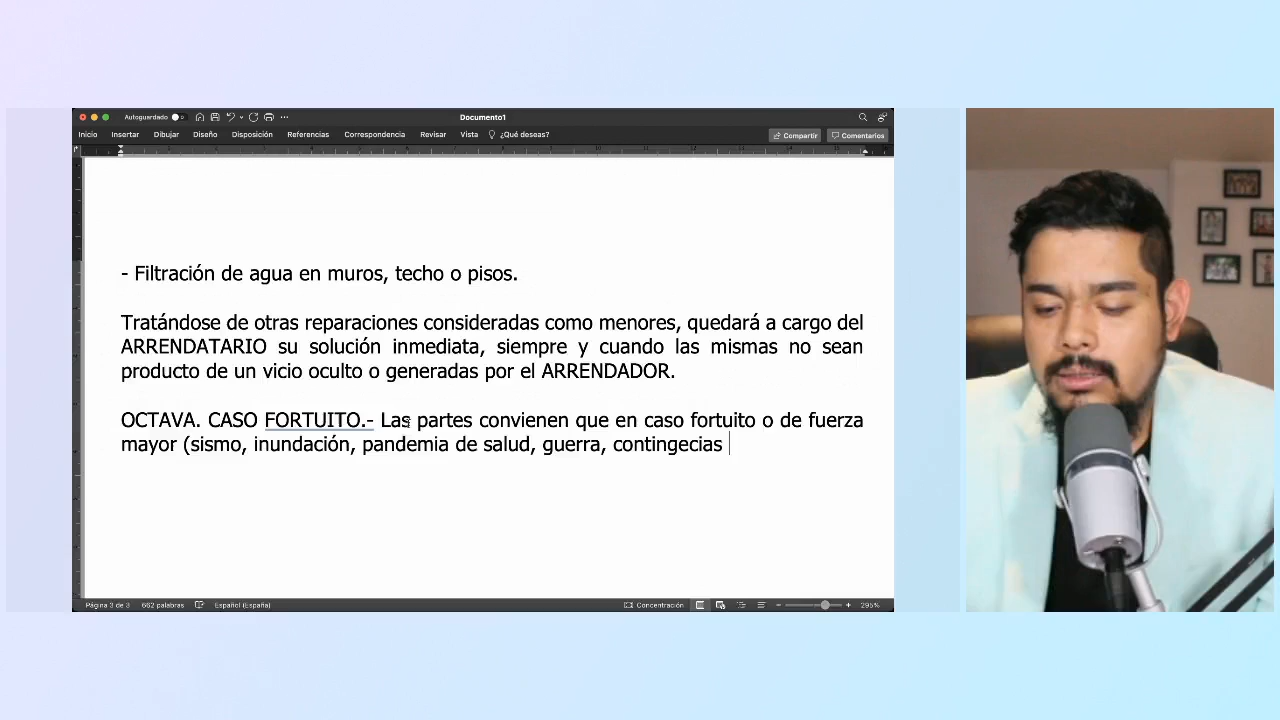 Autoguardado
Documento1
Inicio Insertar Dibujar Diseño Disposición Referencias Correspondencia Revisar Vista ¿Qué deseas? Compartir Comentarios
- Filtración de agua en muros, techo o pisos.
Tratándose de otras reparaciones consideradas como menores, quedará a cargo del
ARRENDATARIO su solución inmediata, siempre y cuando las mismas no sean
producto de un vicio oculto o generadas por el ARRENDADOR.
OCTAVA. CASO FORTUITO.- Las partes convienen que en caso fortuito o de fuerza
mayor (sismo, inundación, pandemia de salud, guerra, contingecias
Página 3 de 3 662 palabras Español (España) Concentración 295%